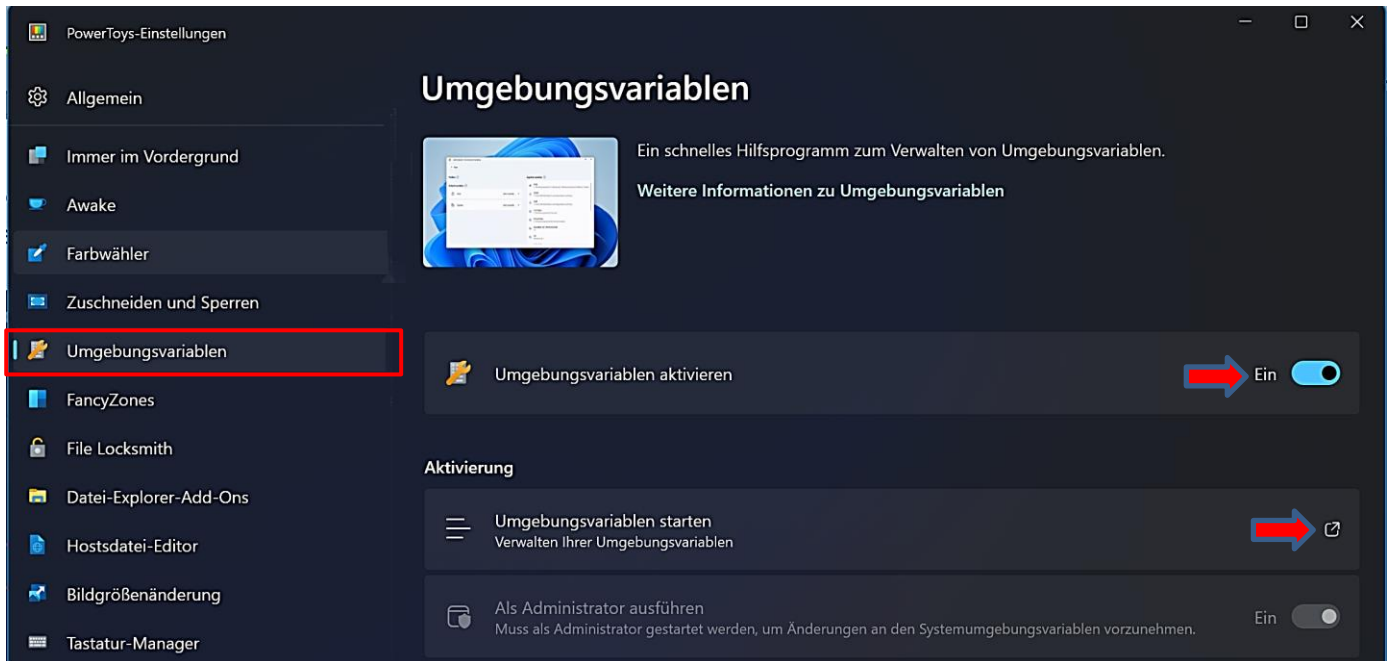 PowerToys-Einstellungen
Allgemein
Immer im Vordergrund
Awake
Farbwähler
Zuschneiden und Sperren
Umgebungsvariablen
FancyZones
File Locksmith
Datei-Explorer-Add-Ons
Hostsdatei-Editor
Bildgrößenänderung
Tastatur-Manager
Umgebungsvariablen
Ein schnelles Hilfsprogramm zum Verwalten von Umgebungsvariablen.
Weitere Informationen zu Umgebungsvariablen
Umgebungsvariablen aktivieren
Ein
Aktivierung
Umgebungsvariablen starten
Verwalten Ihrer Umgebungsvariablen
Als Administrator ausführen
Ein
Muss als Administrator gestartet werden, um Änderungen an den Systemumgebungsvariablen vorzunehmen.